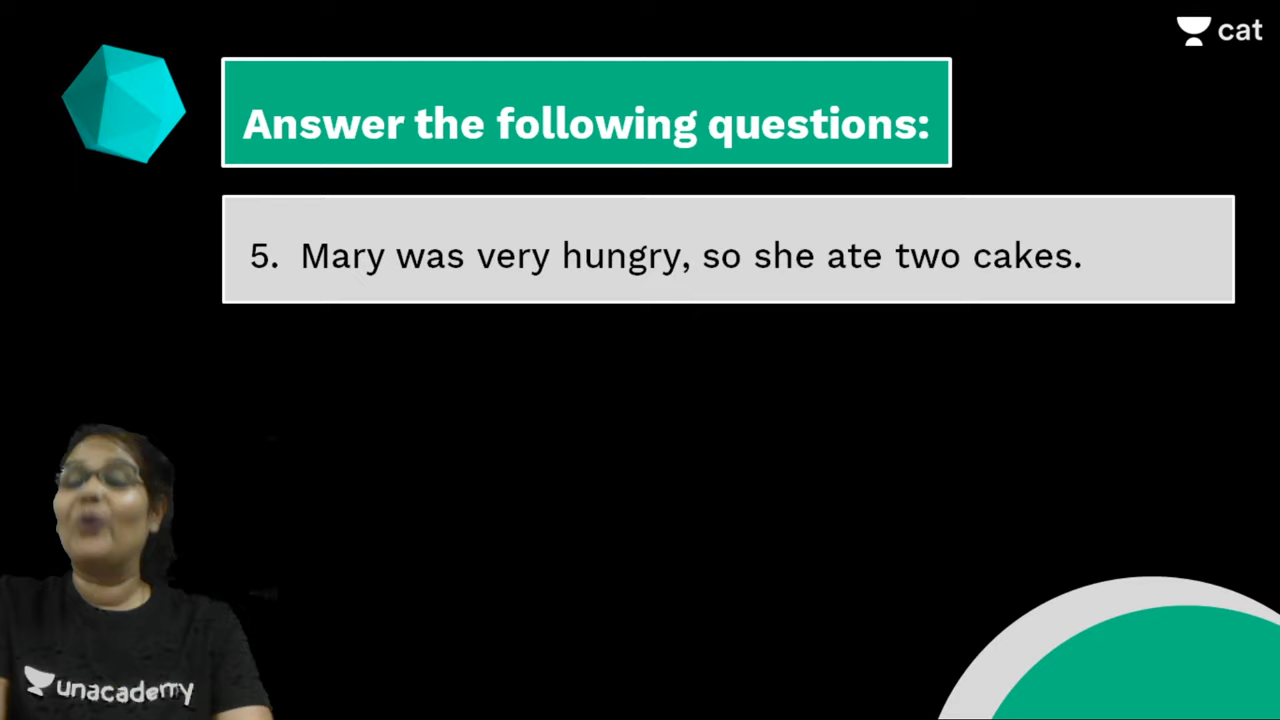 cat
Answer the following questions:
5. Mary was very hungry, so she ate two cakes.
unacademy